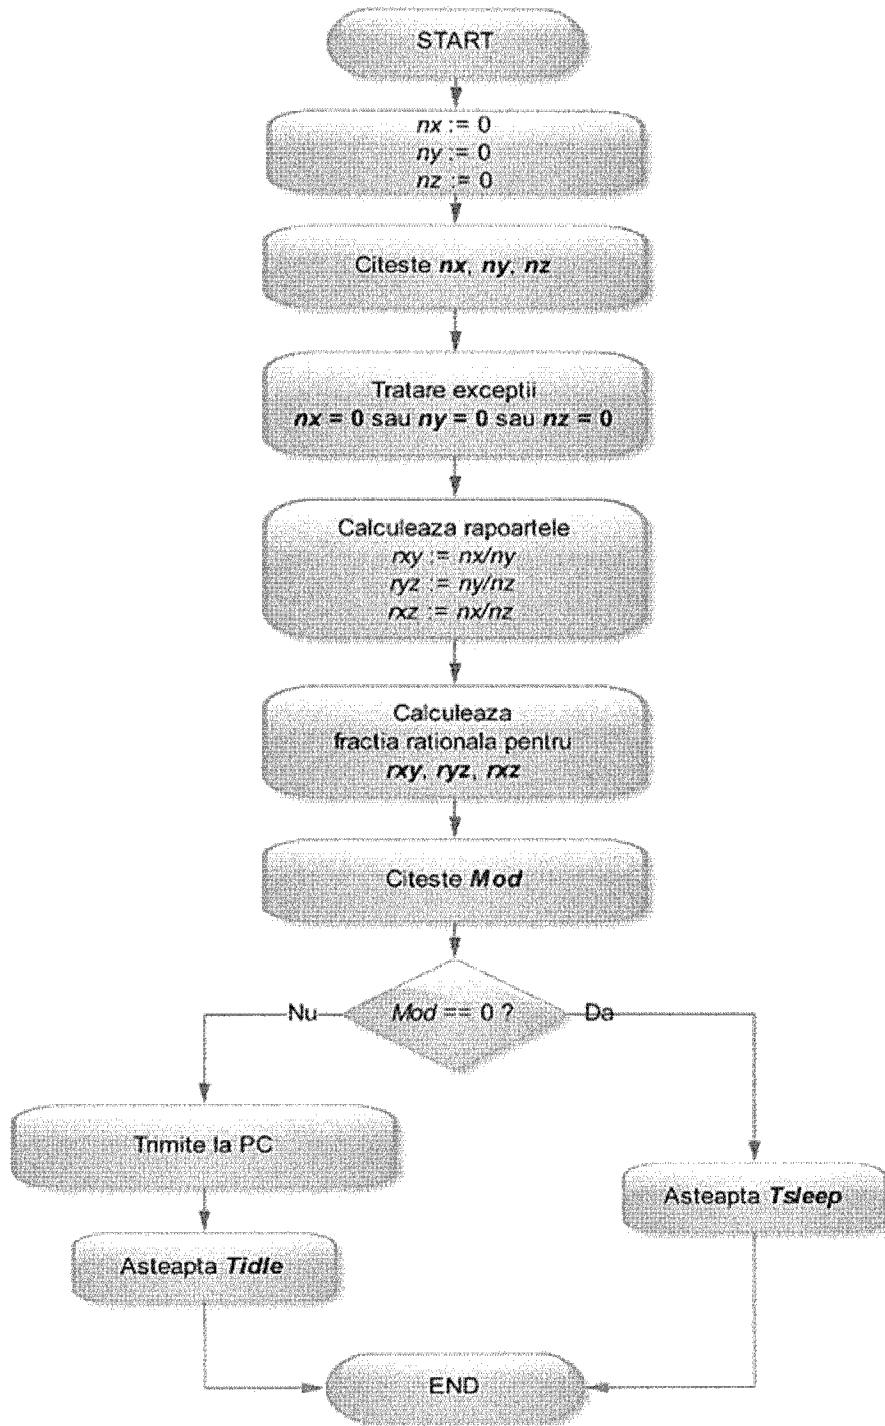 START
nx := 0
ny := 0
nz := 0
Citeste nx, ny, nz
Tratare exceptii
nx = 0 sau ny = 0 sau nz = 0
Calculeaza rapoartele
rxy := nx/ny
ryz := ny/nz
rxz := nx/nz
Calculeaza
fractia rationala pentru
rxy, ryz, rxz
Citeste Mod
Nu
Mod == 0 ?
Da
Trimite la PC
Asteapta Tsleep
Asteapta Tidle
END